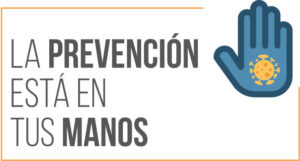 LA PREVENCIÓN
ESTÁ EN
TUS MANOS